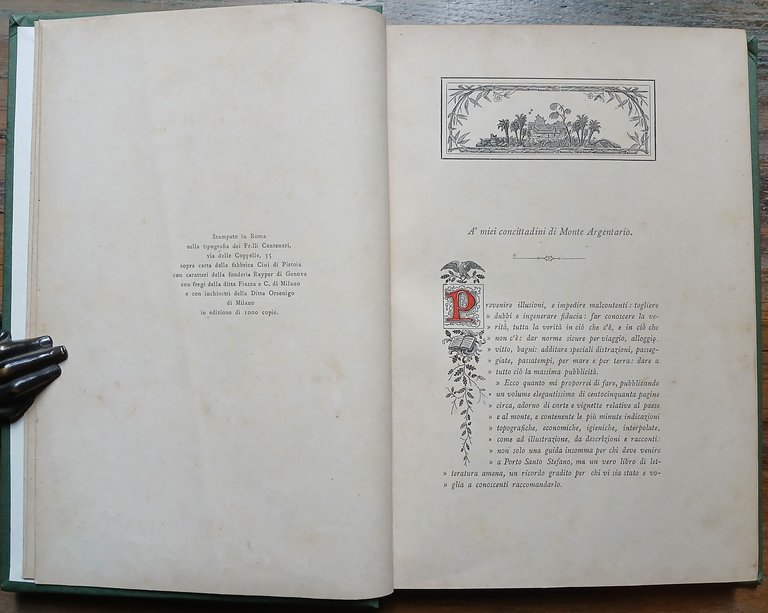 Stampato in Roma
nella tipografia dei Fr.lli Centenari,
via delle Coppelle, 35
sopra carta della fabbrica Cini di Pistoia
con caratteri della fonderia Rayper di Genova
con fregi della ditta Piazza e C. di Milano
e con inchiostri della Ditta Orsenigo
di Milano
in edizione di 1000 copie.
A' miei concittadini di Monte Argentario.
Prevenire illusioni, e impedire malcontenti: togliere
dubbi e ingenerare fiducia: far conoscere la ve-
rità, tutta la verità in ciò che c'è, e in ciò che
non c'è: dar norme sicure per viaggio, alloggio,
vitto, bagni: additare speciali distrazioni, passeg-
giate, passatempi, per mare e per terra: dare a
tutto ciò la massima pubblicità.
» Ecco quanto mi proporrei di fare, pubblicando
» un volume elegantissimo di centocinquanta pagine
» circa, adorno di carte e vignette relative al paese
» e al monte, e contenente le più minute indicazioni
» topografiche, economiche, igieniche, interpolate,
» come ad illustrazione, da descrizioni e racconti:
» non solo una guida insomma per chi deve venire
» a Porto Santo Stefano, ma un vero libro di let-
» teratura amena, un ricordo gradito per chi vi sia stato e vo-
» glia a conoscenti raccomandarlo.